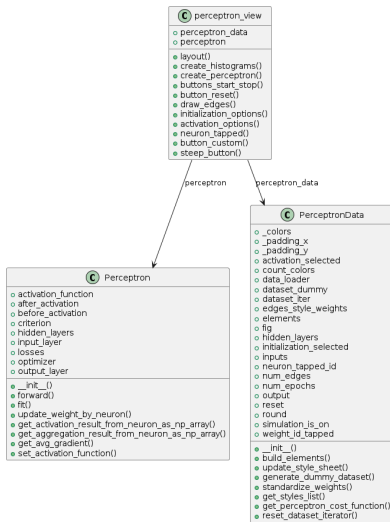 C perceptron_view
perceptron_data
perceptron
layout()
create_histograms()
create_perceptron()
buttons_start_stop()
button_reset()
draw_edges()
initialization_options()
activation_options()
neuron_tapped()
button_custom()
steep_button()
perceptron
perceptron_data
C Perceptron
activation_function
after_activation
before_activation
criterion
hidden_layers
input_layer
losses
optimizer
output_layer
__init__()
forward()
fit()
update_weight_by_neuron()
get_activation_result_from_neuron_as_np_array()
get_aggregation_result_from_neuron_as_np_array()
get_avg_gradient()
set_activation_function()
C PerceptronData
_colors
_padding_x
_padding_y
activation_selected
count_colors
data_loader
dataset_dummy
dataset_iter
edges_style_weights
elements
fig
hidden_layers
initialization_selected
inputs
neuron_tapped_id
num_edges
num_epochs
output
reset
round
simulation_is_on
weight_id_tapped
__init__()
build_elements()
update_style_sheet()
generate_dummy_dataset()
standardize_weights()
get_styles_list()
get_perceptron_cost_function()
reset_dataset_iterator()